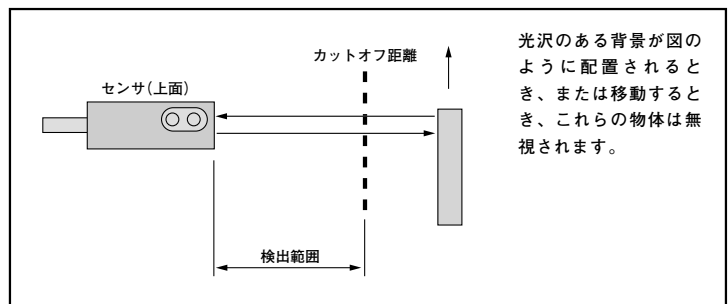 カットオフ距離
センサ(上面)
検出範囲
光沢のある背景が図の
ように配置されると
き、または移動すると
き、これらの物体は無
視されます。